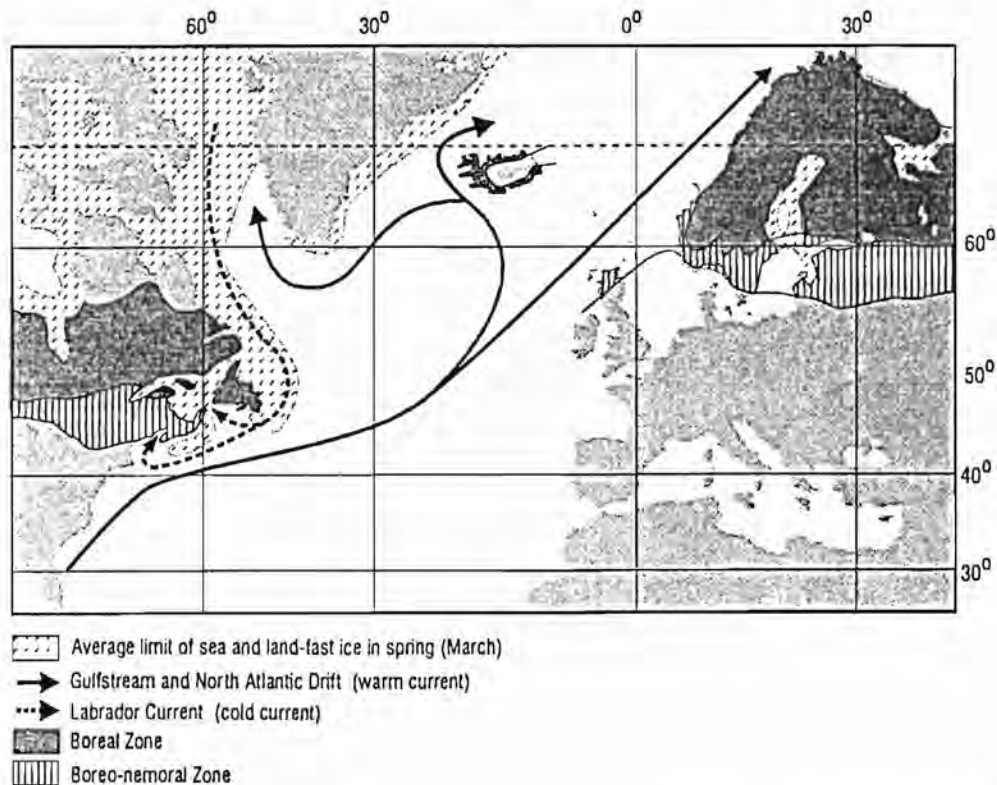 60⁰ 30⁰ 0⁰ 30⁰
60⁰
50⁰
40⁰
30⁰
Average limit of sea and land-fast ice in spring (March)
Gulfstream and North Atlantic Drift (warm current)
Labrador Current (cold current)
Boreal Zone
Boreo-nemoral Zone